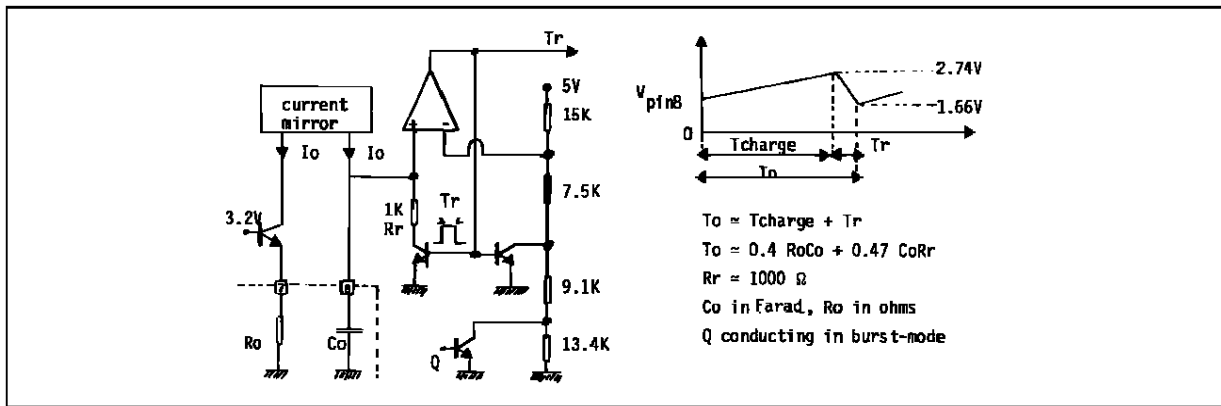 Tr
5V
15K
current
mirror
Io
Io
+
-
7.5K
1K
Rr
Tr
3.2V
9.1K
7
8
Ro
Co
Q
13.4K
VpinB
0
2.74V
1.66V
Tcharge
Tr
To
To ≃ Tcharge + Tr
To ≃ 0.4 RoCo + 0.47 CoRr
Rr ≃ 1000 Ω
Co in Farad, Ro in ohms
Q conducting in burst-mode